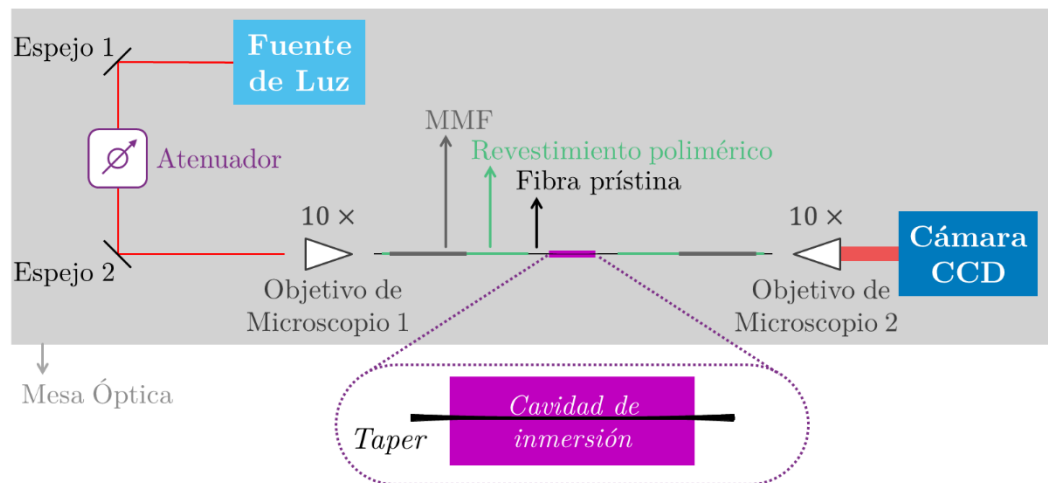 Espejo 1
Fuente
de Luz
MMF
Revestimiento polimérico
Atenuador
Fibra prístina
10 ×
10 ×
Cámara
CCD
Espejo 2
Objetivo de
Microscopio 1
Objetivo de
Microscopio 2
Mesa Óptica
Cavidad de
inmersión
Taper